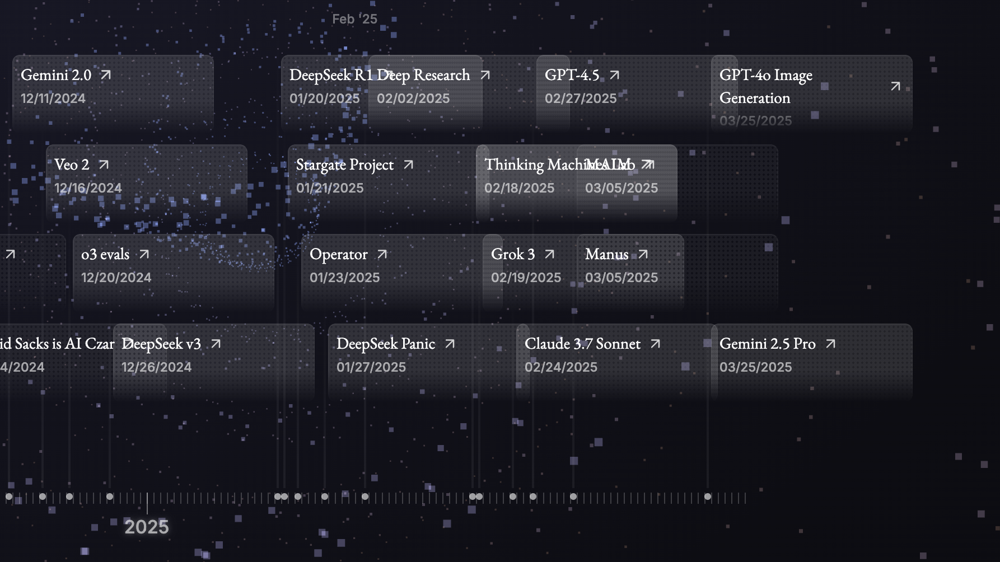 Feb '25
Gemini 2.0
12/11/2024
DeepSeek R1
01/20/2025
Deep Research
02/02/2025
GPT-4.5
02/27/2025
GPT-4o Image
Generation
03/25/2025
Veo 2
12/16/2024
Stargate Project
01/21/2025
Thinking Machines Lab
02/18/2025
MAIM
03/05/2025
o3 evals
12/20/2024
Operator
01/23/2025
Grok 3
02/19/2025
Manus
03/05/2025
id Sacks is AI Czar
4/2024
DeepSeek v3
12/26/2024
DeepSeek Panic
01/27/2025
Claude 3.7 Sonnet
02/24/2025
Gemini 2.5 Pro
03/25/2025
2025